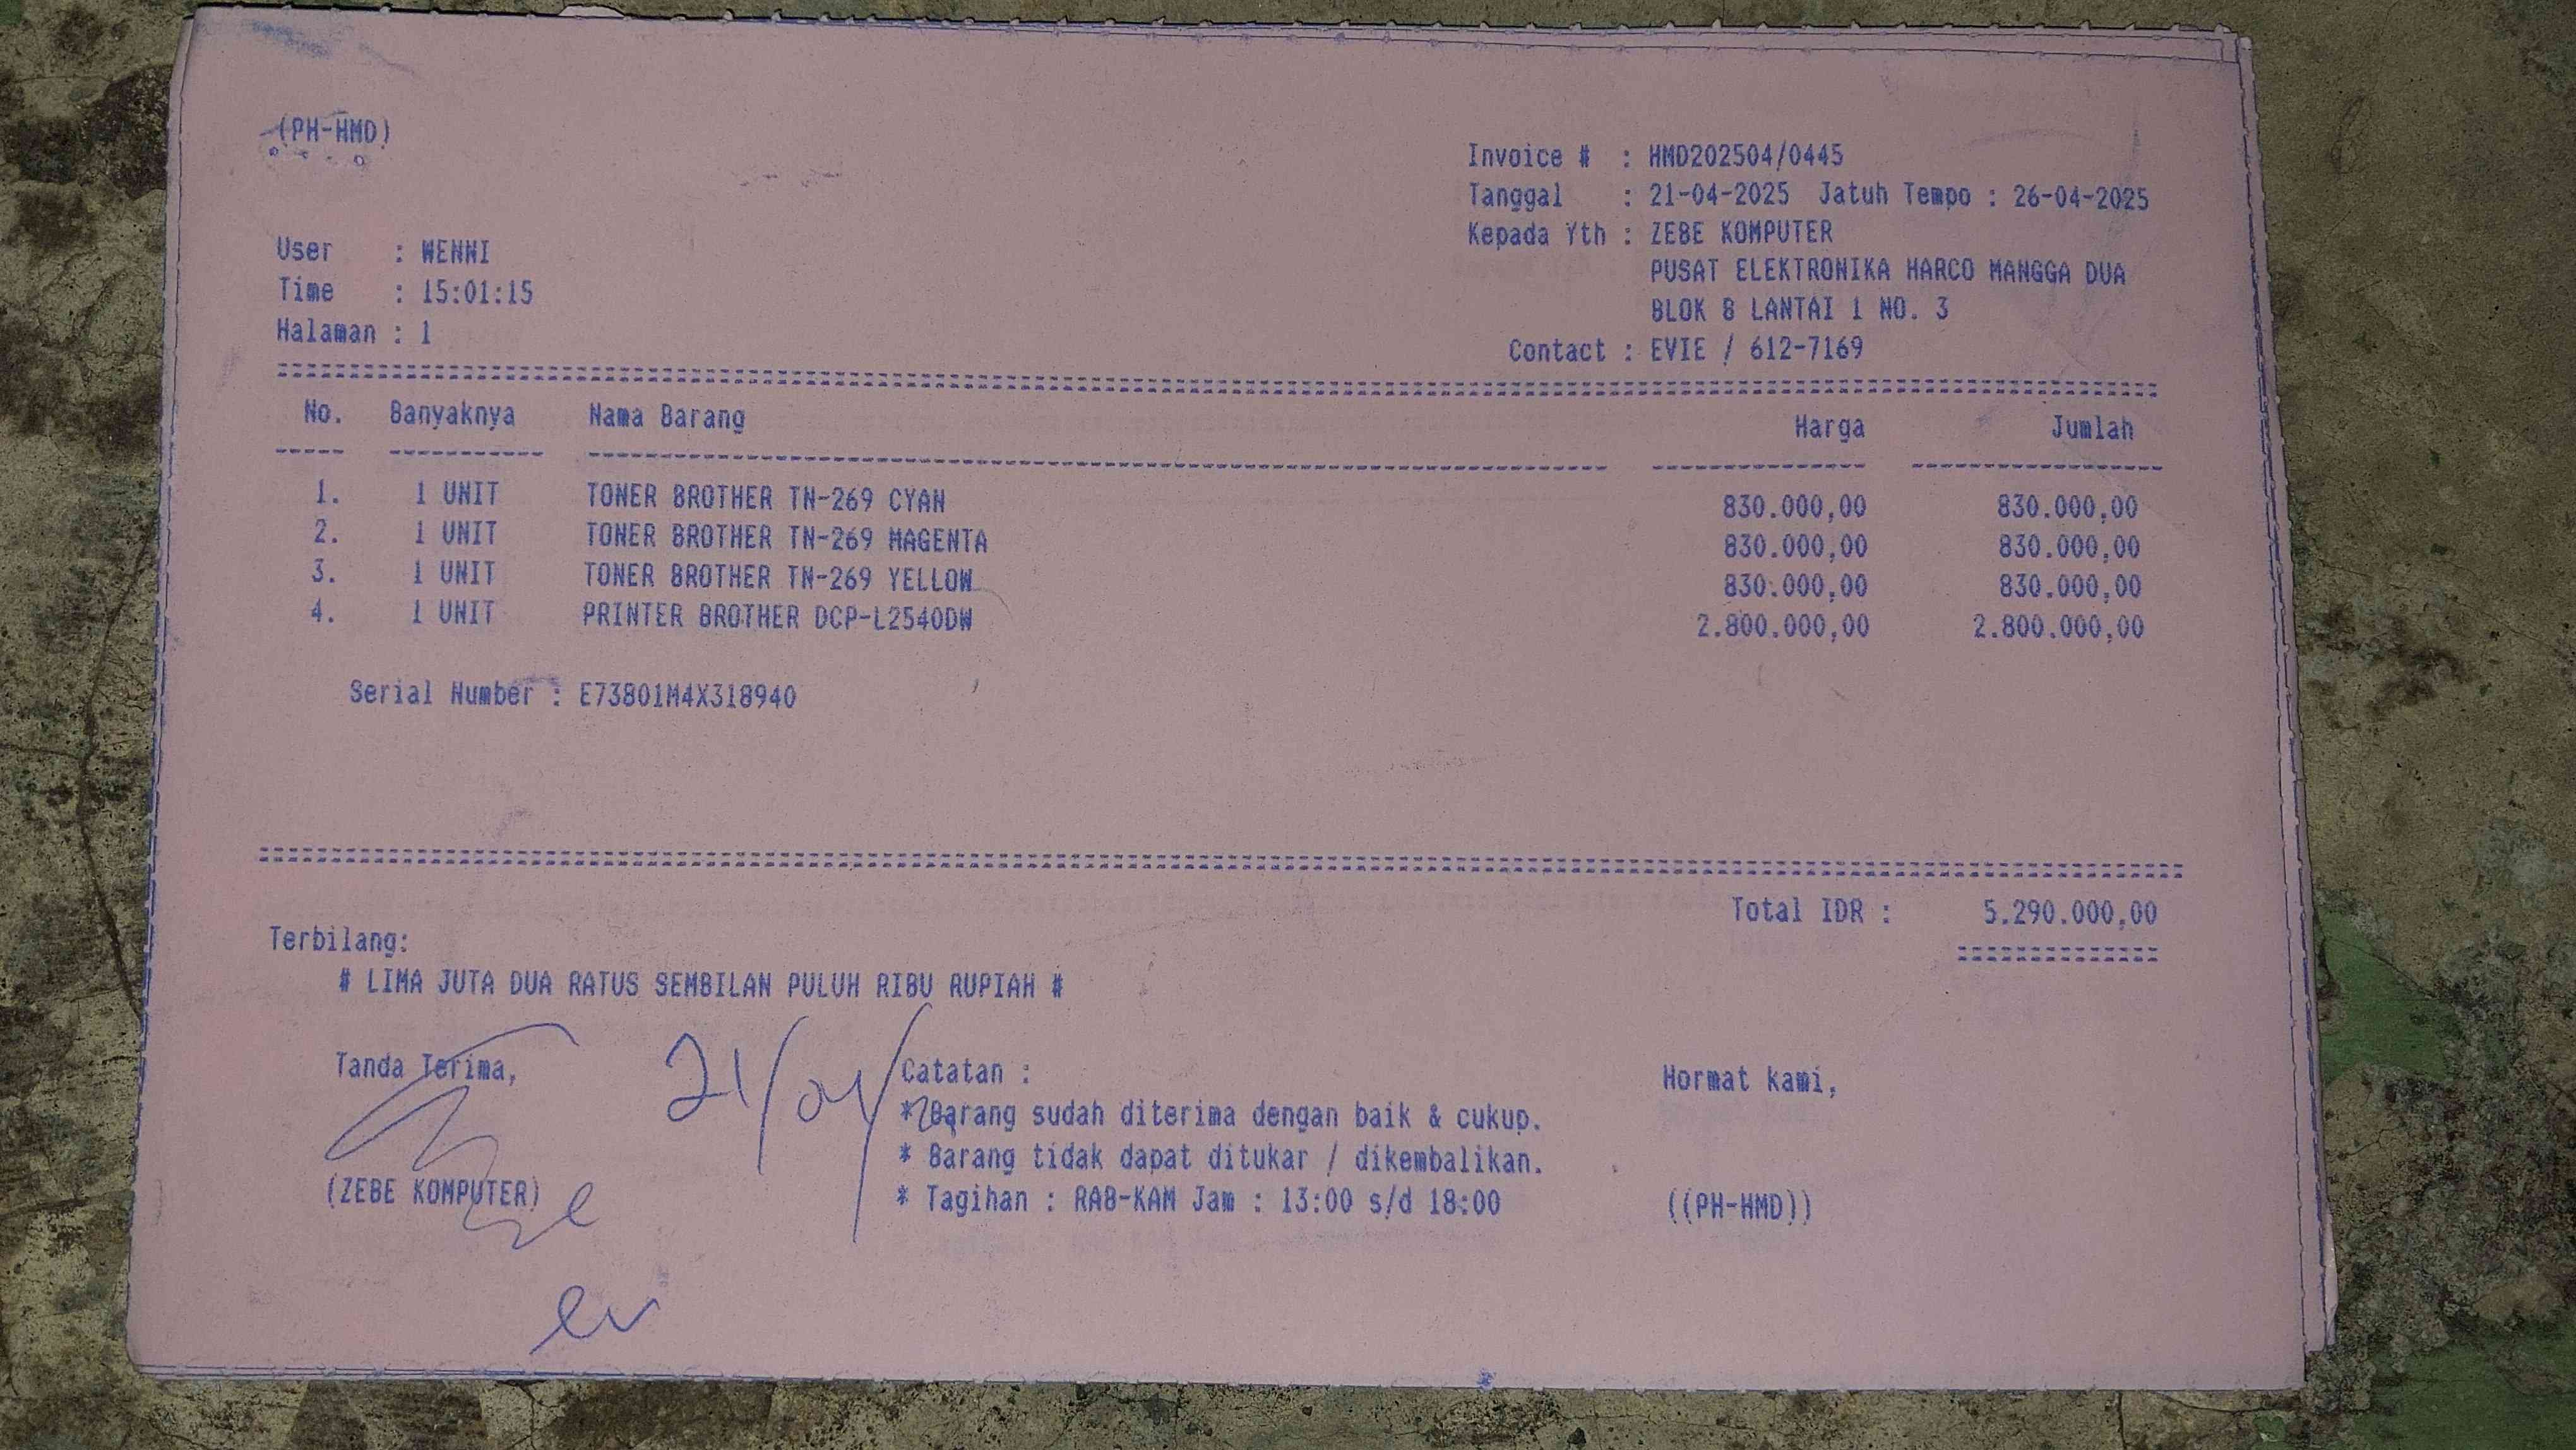 (PH-HMD)
Invoice # : HMD202504/0445
Tanggal : 21-04-2025 Jatuh Tempo : 26-04-2025
Kepada Yth : ZEBE KOMPUTER
PUSAT ELEKTRONIKA HARCO MANGGA DUA
BLOK B LANTAI 1 NO. 3
Contact : EVIE / 612-7169
User : WENNI
Time : 15:01:15
Halaman : 1
No. Banyaknya Nama Barang Harga Jumlah
1. 1 UNIT TONER BROTHER TN-269 CYAN 830.000,00 830.000,00
2. 1 UNIT TONER BROTHER TN-269 MAGENTA 830.000,00 830.000,00
3. 1 UNIT TONER BROTHER TN-269 YELLOW 830.000,00 830.000,00
4. 1 UNIT PRINTER BROTHER DCP-L2540DW 2.800.000,00 2.800.000,00
Serial Number : E73801M4X318940
Total IDR : 5.290.000,00
Terbilang:
# LIMA JUTA DUA RATUS SEMBILAN PULUH RIBU RUPIAH #
Tanda Terima,
21/04/
Catatan :
* Barang sudah diterima dengan baik & cukup.
* Barang tidak dapat ditukar / dikembalikan.
* Tagihan : RAB-KAM Jam : 13:00 s/d 18:00
(ZEBE KOMPUTER)
Hormat kami,
((PH-HMD))